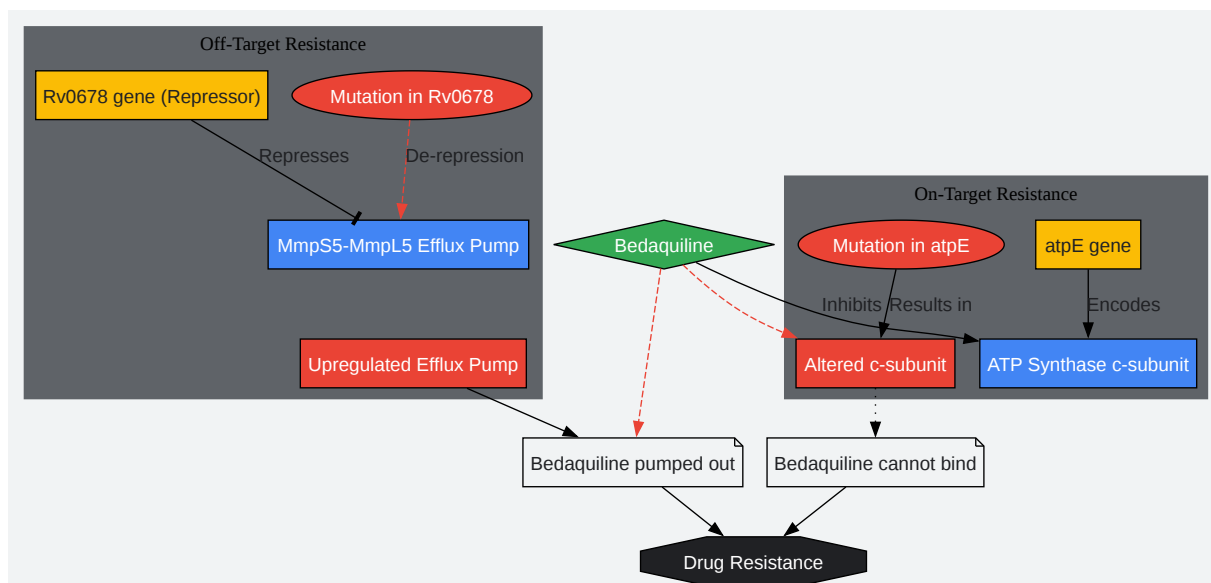 Off-Target Resistance
Rv0678 gene (Repressor)
Mutation in Rv0678
Represses
De-repression
On-Target Resistance
MmpS5-MmpL5 Efflux Pump
Bedaquiline
Mutation in atpE
atpE gene
Inhibits
Results in
Encodes
Upregulated Efflux Pump
Altered c-subunit
ATP Synthase c-subunit
Bedaquiline pumped out
Bedaquiline cannot bind
Drug Resistance